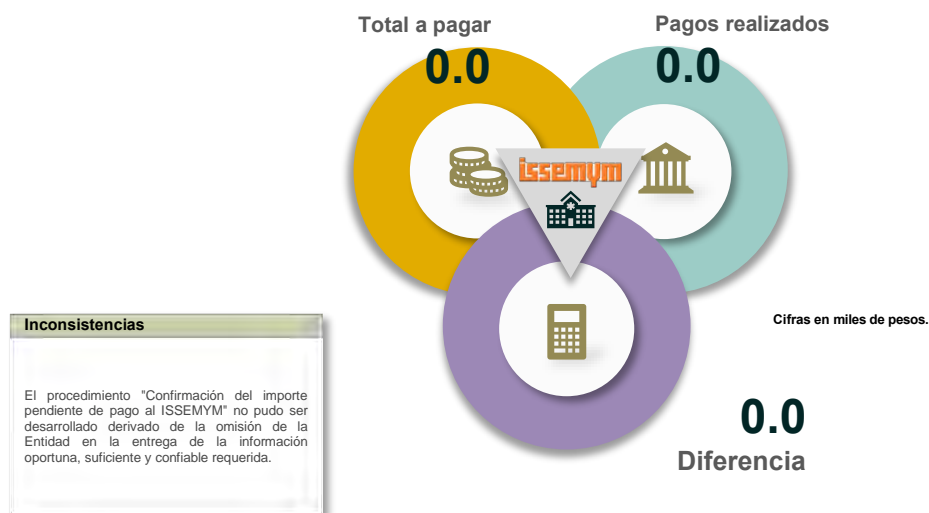 Total a pagar
0.0
Pagos realizados
0.0
issemym
Cifras en miles de pesos.
Inconsistencias
El procedimiento "Confirmación del importe
pendiente de pago al ISSEMYM" no pudo ser
desarrollado derivado de la omisión de la
Entidad en la entrega de la información
oportuna, suficiente y confiable requerida.
0.0
Diferencia